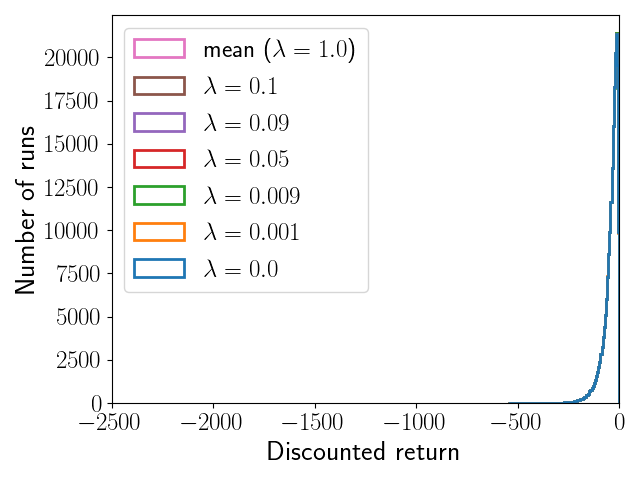 mean (λ = 1.0)
λ = 0.1
λ = 0.09
λ = 0.05
λ = 0.009
λ = 0.001
λ = 0.0
Number of runs
20000
17500
15000
12500
10000
7500
5000
2500
0
−2500 −2000 −1500 −1000 −500 0
Discounted return